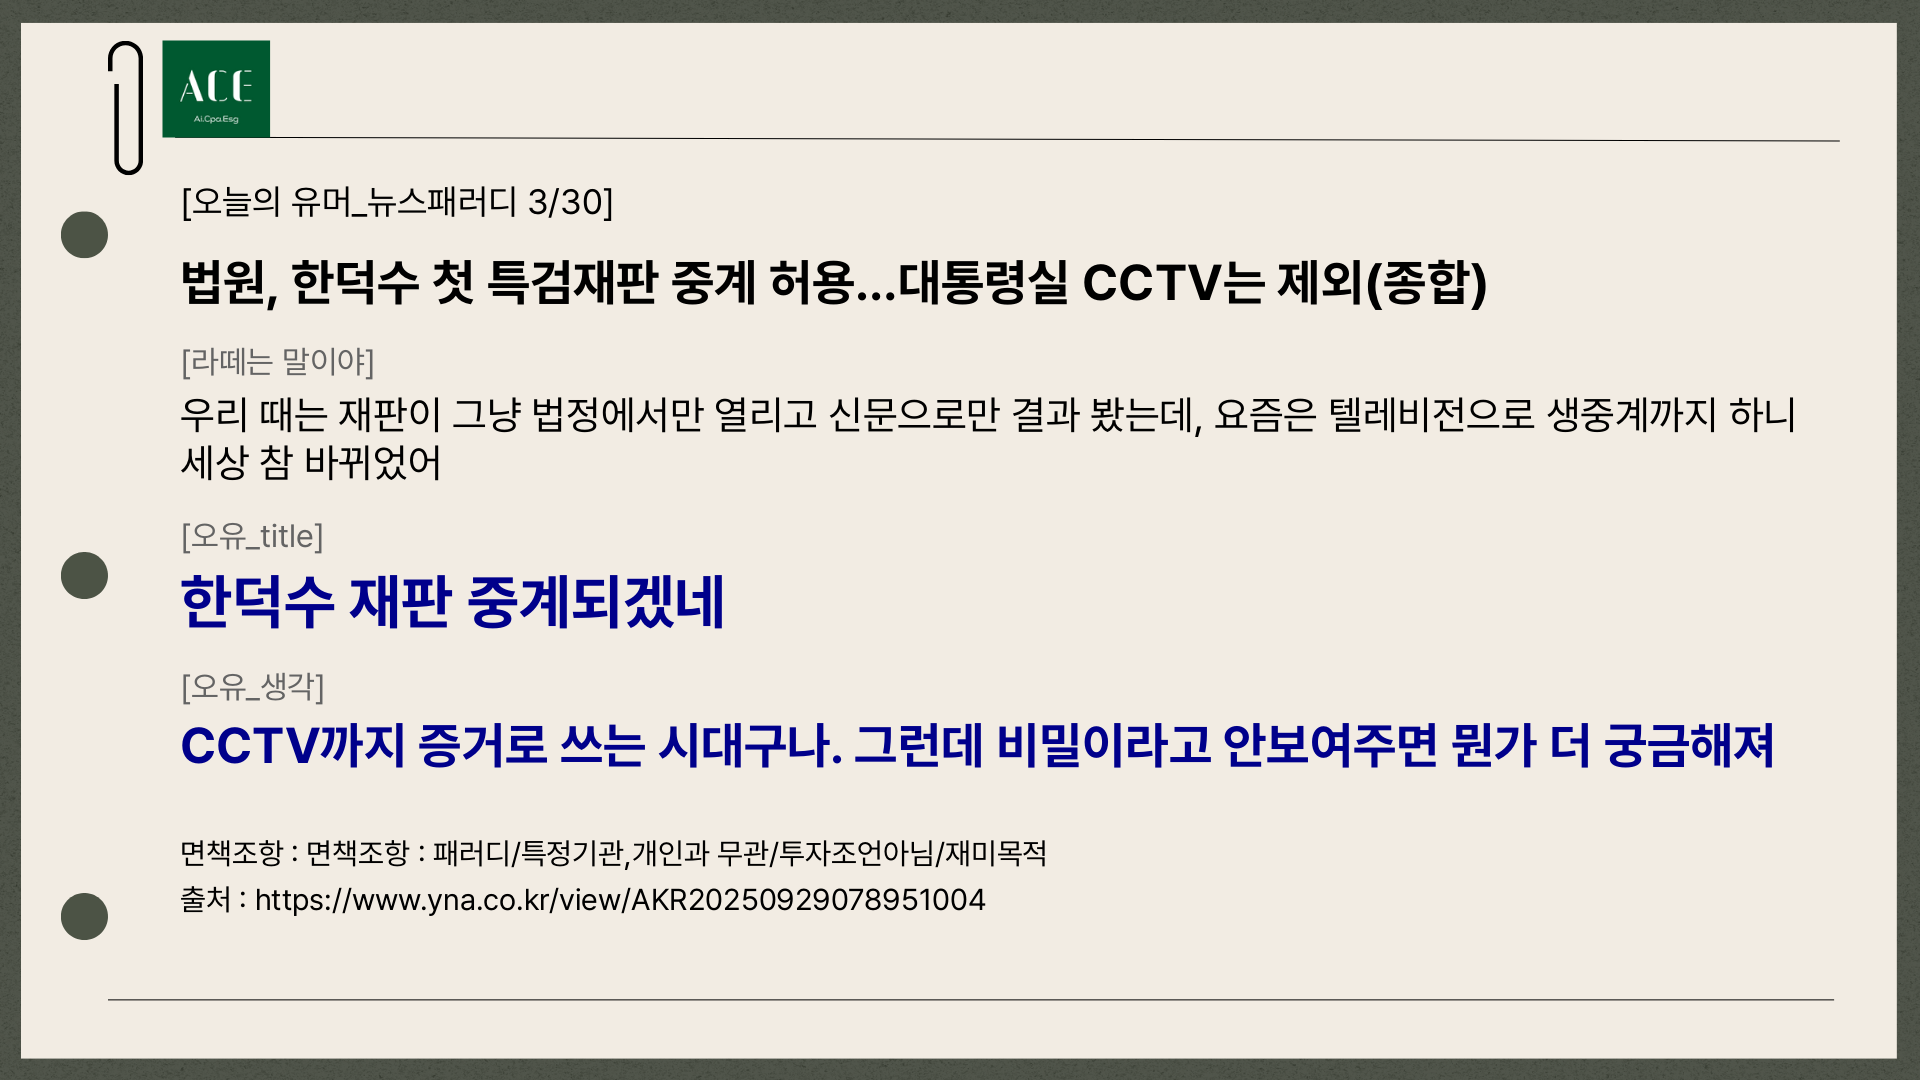 ACE
Ai.Cpa.Esg
[오늘의 유머_뉴스패러디 3/30]
법원, 한덕수 첫 특검재판 중계 허용...대통령실 CCTV는 제외(종합)
[라떼는 말이야]
우리 때는 재판이 그냥 법정에서만 열리고 신문으로만 결과 봤는데, 요즘은 텔레비전으로 생중계까지 하니
세상 참 바뀌었어
[오유_title]
한덕수 재판 중계되겠네
[오유_생각]
CCTV까지 증거로 쓰는 시대구나. 그런데 비밀이라고 안보여주면 뭔가 더 궁금해져
면책조항 : 면책조항 : 패러디/특정기관,개인과 무관/투자조언아님/재미목적
출처 : https://www.yna.co.kr/view/AKR20250929078951004